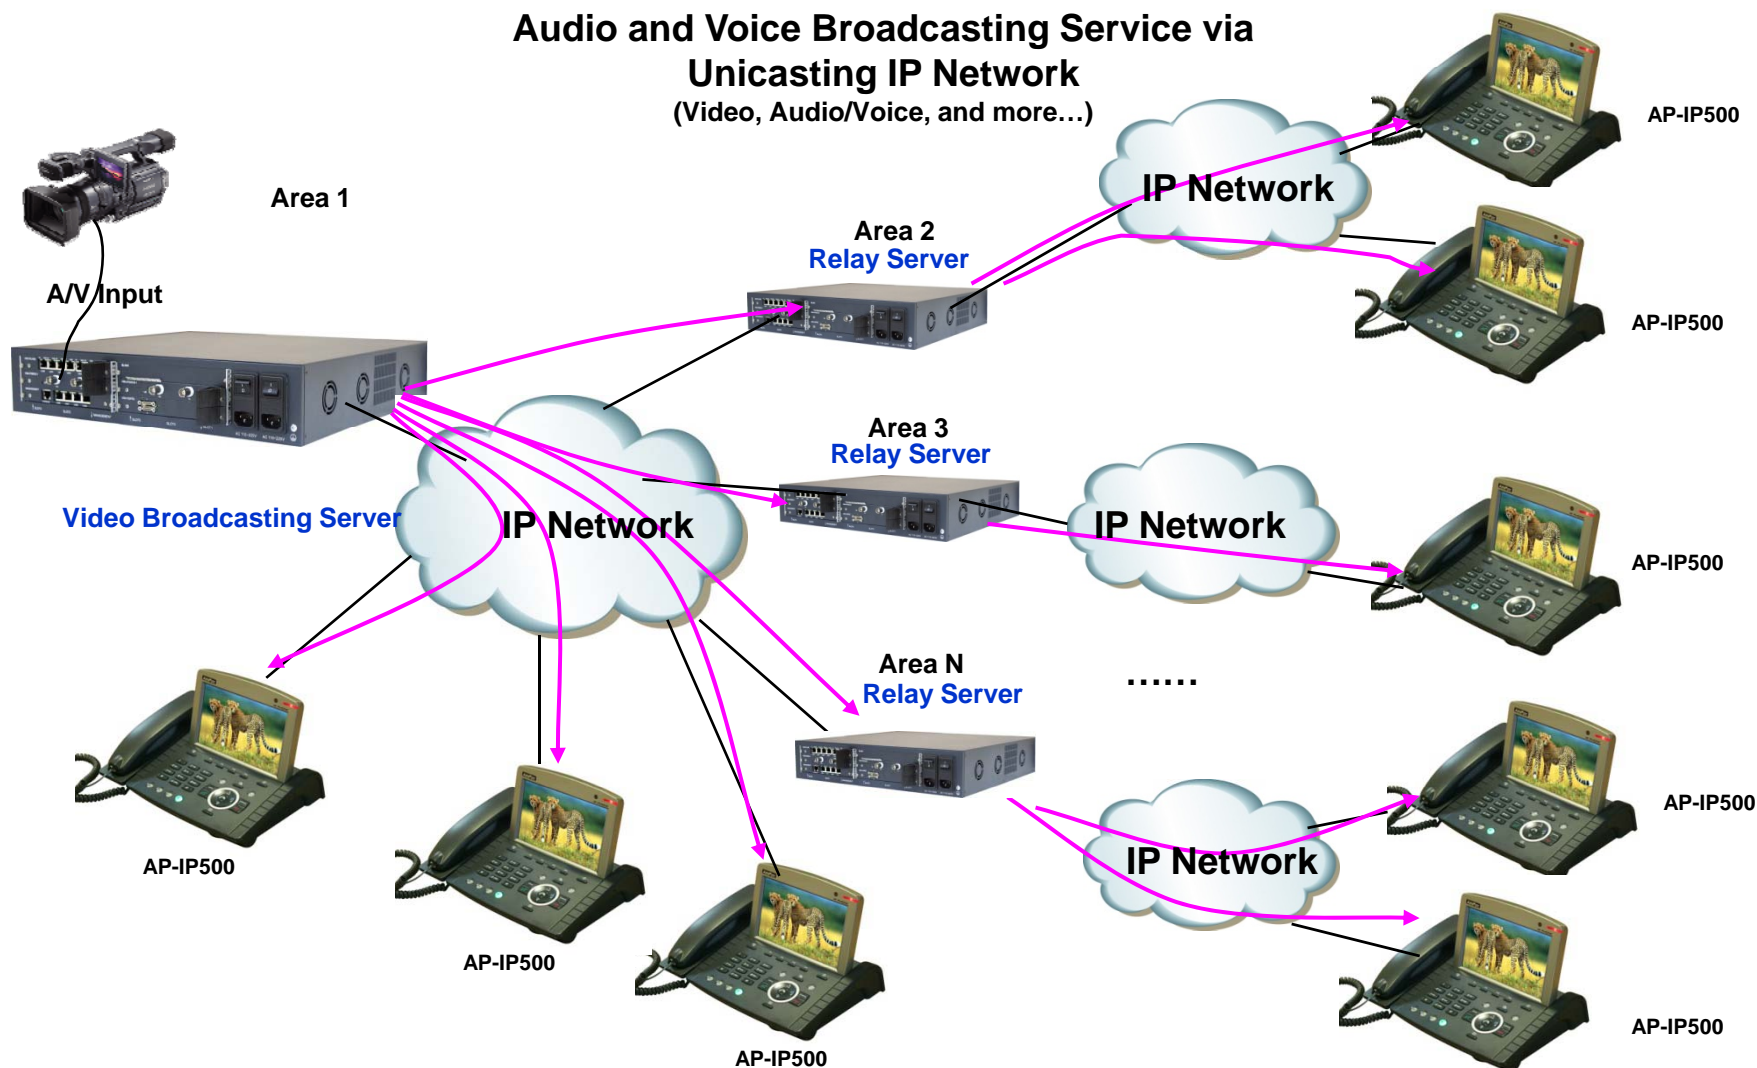 Audio and Voice Broadcasting Service via
Unicasting IP Network
(Video, Audio/Voice, and more…)
AP-IP500
IP Network
Area 1
Area 2
Relay Server
A/V Input
AP-IP500
Area 3
Relay Server
Video Broadcasting Server
IP Network
IP Network
AP-IP500
Area N
Relay Server
……
AP-IP500
IP Network
AP-IP500
AP-IP500
AP-IP500
AP-IP500